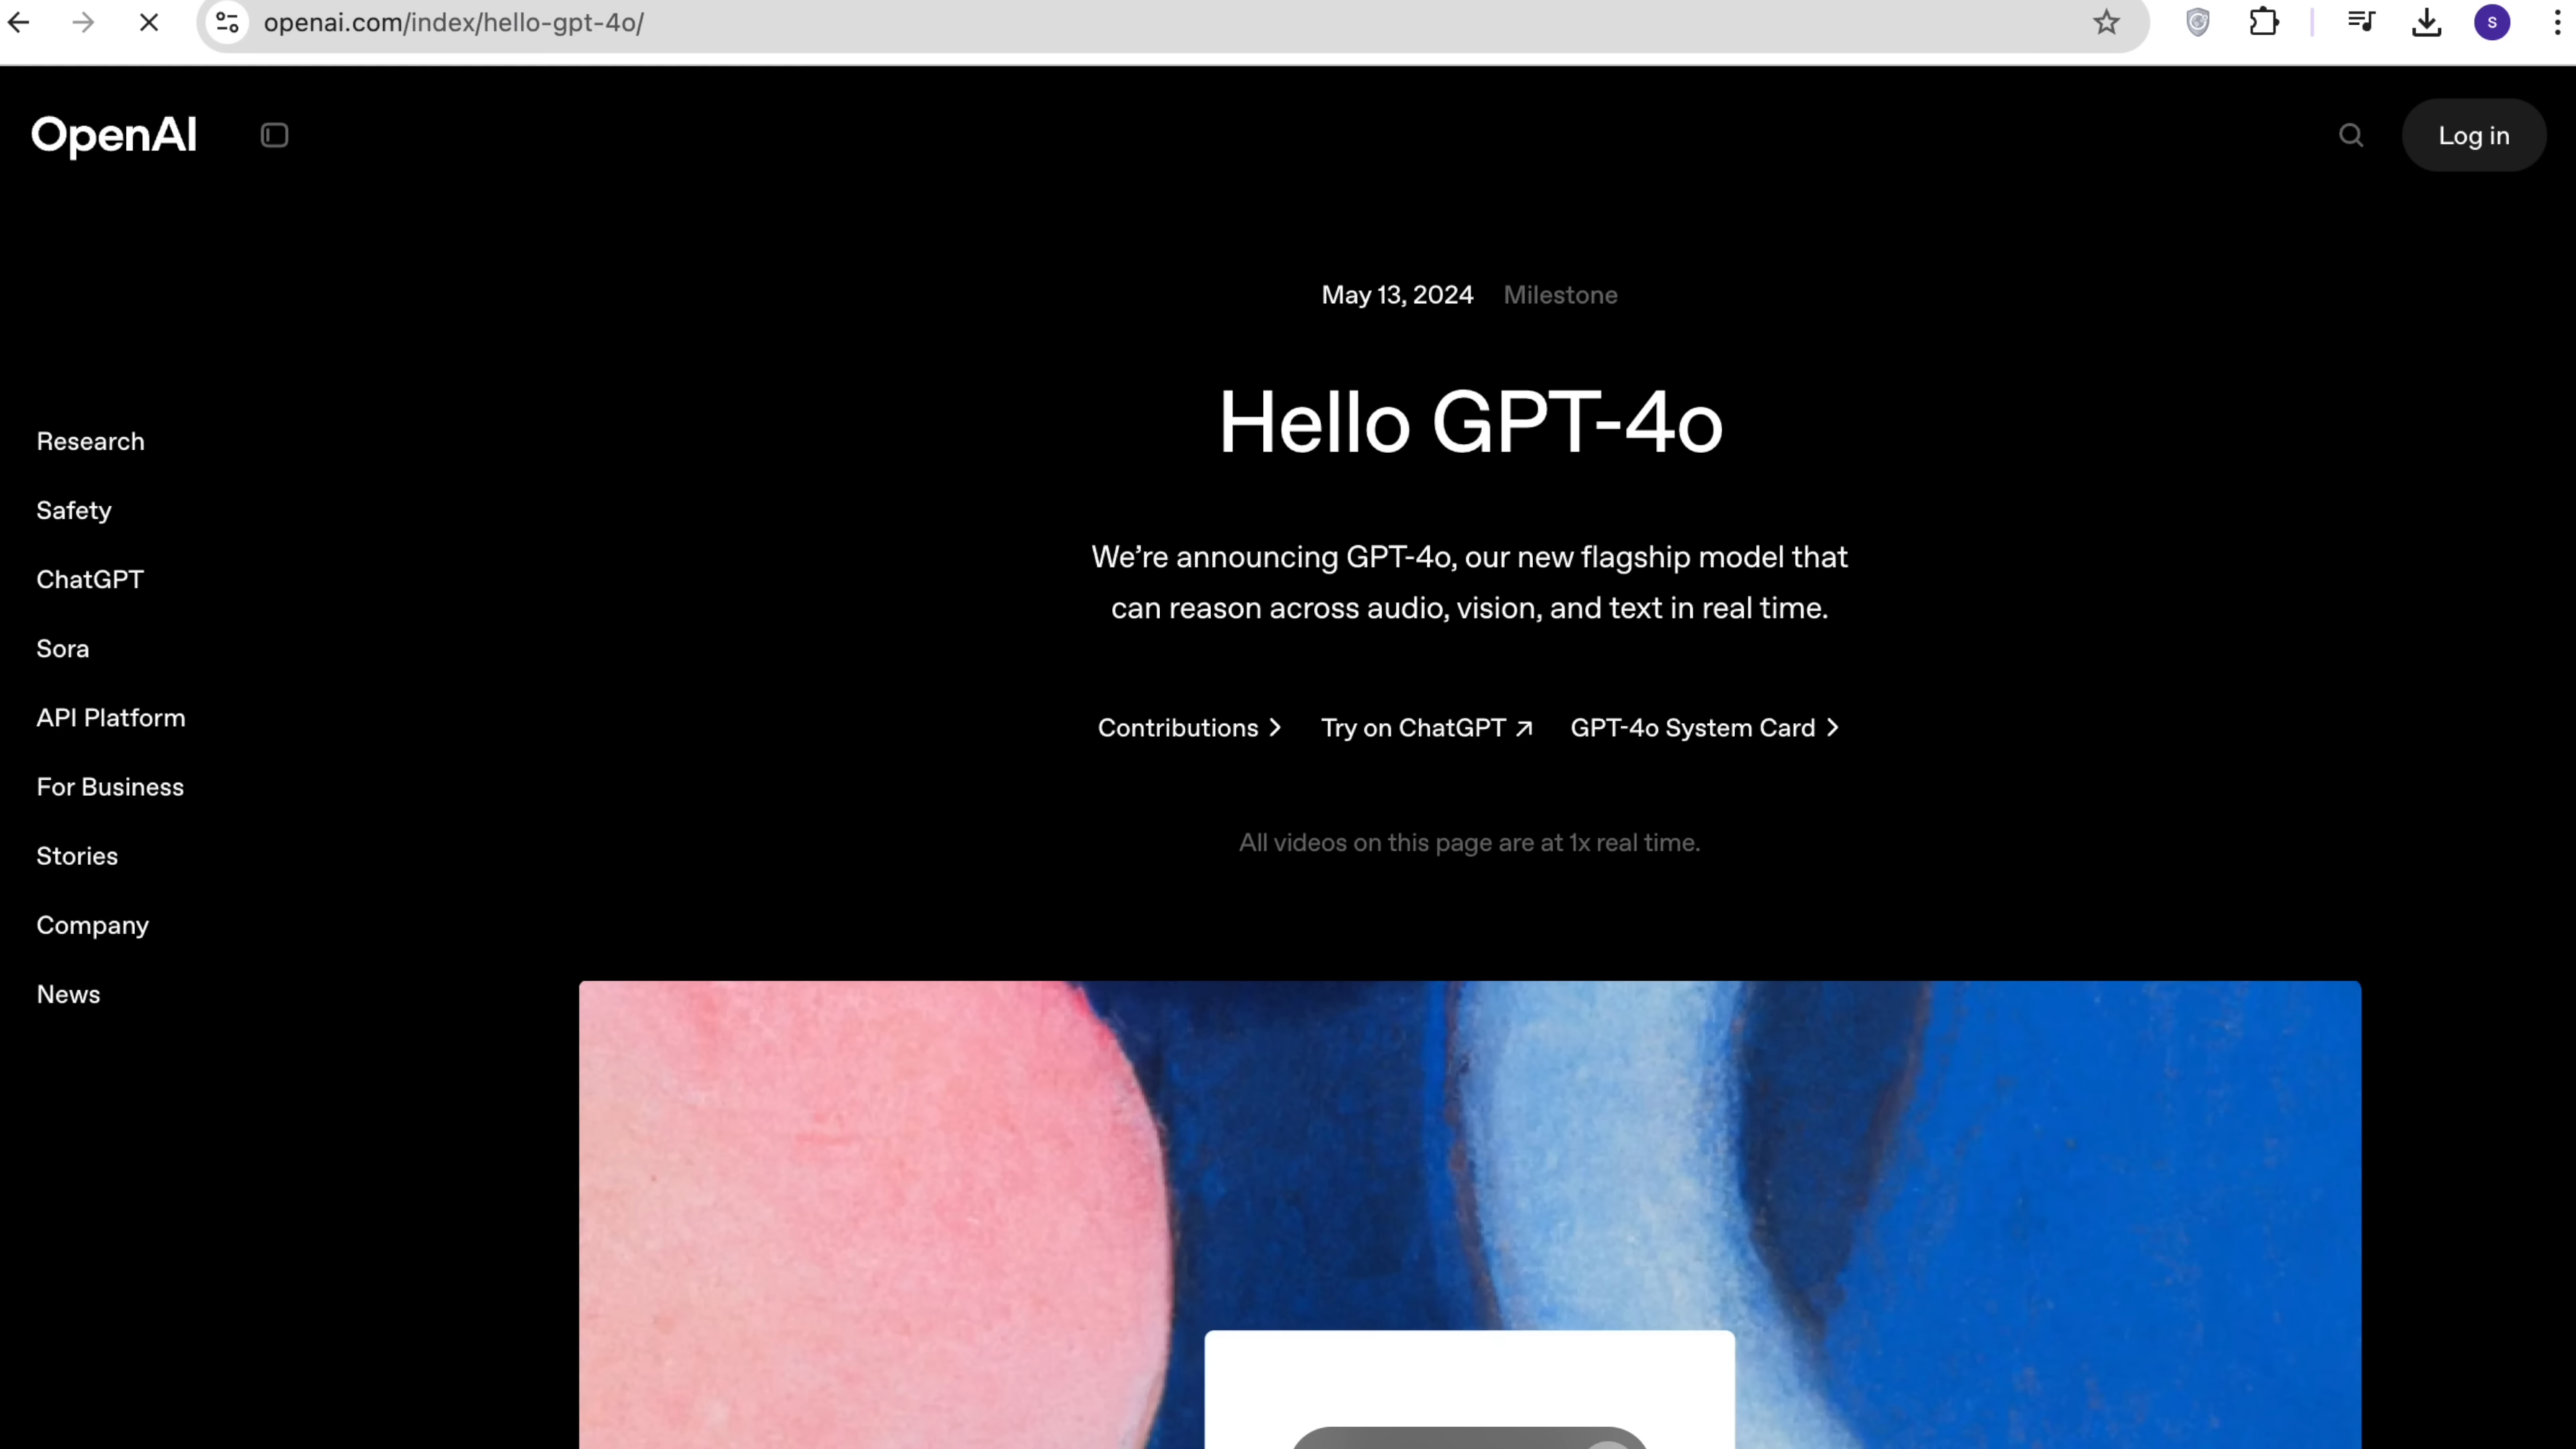 openai.com/index/hello-gpt-4o/
s
OpenAI
Log in
May 13, 2024 Milestone
Hello GPT-4o
We’re announcing GPT-4o, our new flagship model that
can reason across audio, vision, and text in real time.
Contributions
Try on ChatGPT
GPT-4o System Card
All videos on this page are at 1x real time.
Research
Safety
ChatGPT
Sora
API Platform
For Business
Stories
Company
News